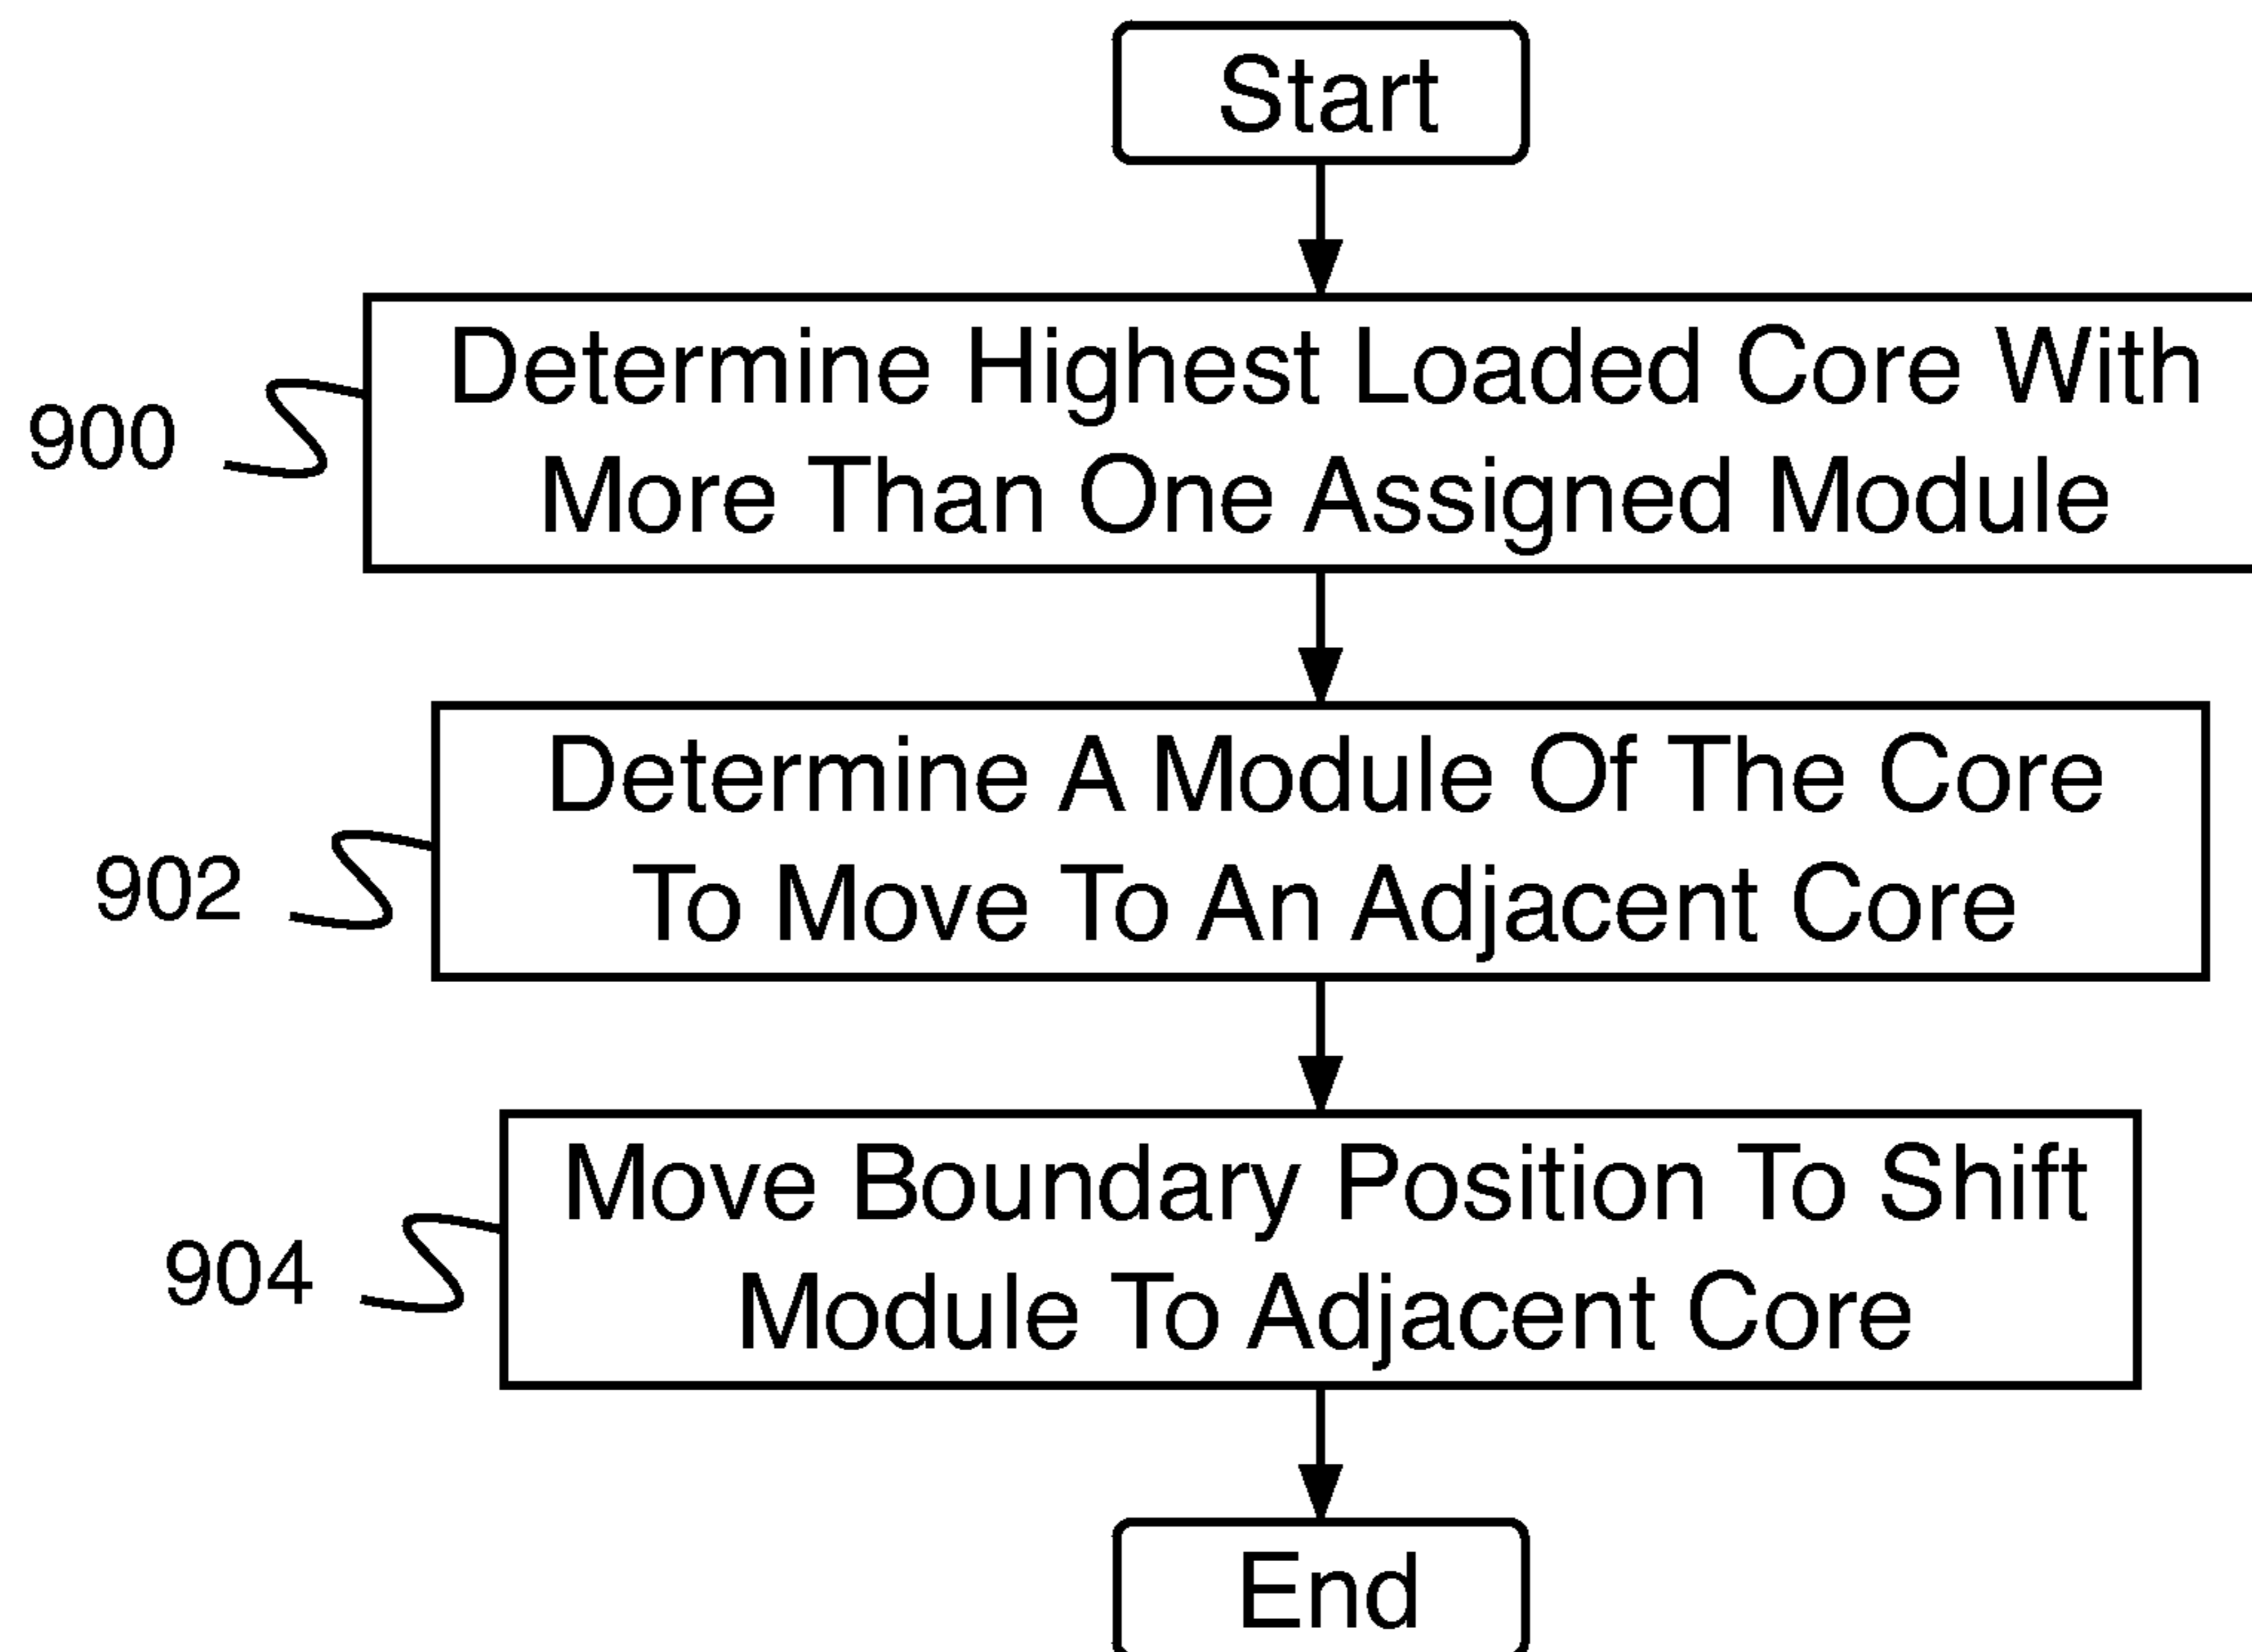 Start
Determine Highest Loaded Core With
More Than One Assigned Module
900
Determine A Module Of The Core
To Move To An Adjacent Core
902
Move Boundary Position To Shift
Module To Adjacent Core
904
End